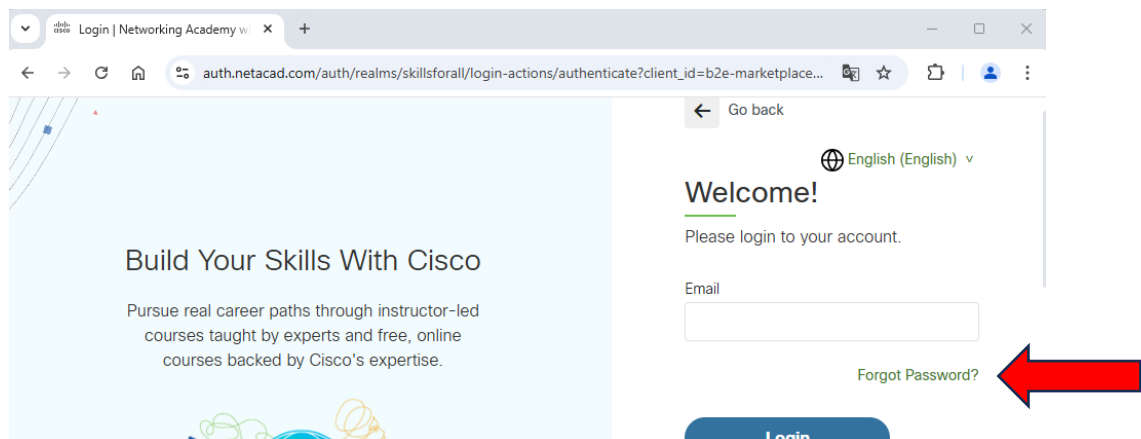 Login | Networking Academy w
auth.netacad.com/auth/realms/skillsforall/login-actions/authenticate?client_id=b2e-marketplace...
Go back
English (English)
Welcome!
Please login to your account.
Build Your Skills With Cisco
Pursue real career paths through instructor-led
courses taught by experts and free, online
courses backed by Cisco's expertise.
Email
Forgot Password?
Login